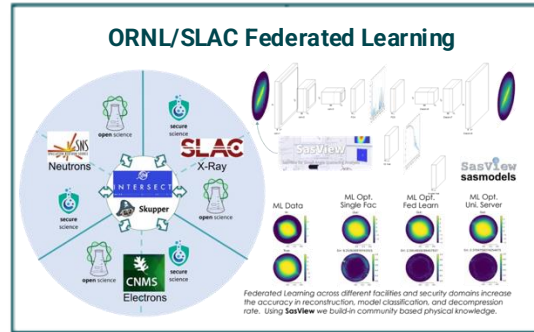 ORNL/SLAC Federated Learning
open science
secure science
SNS
Neutrons
SLAC
X-Ray
INTERSECT
Skupper
secure science
open science
open science
secure science
CNMS
Electrons
SasView
SasView
sasmodels
ML Data
ML Opt.
Single Fac
ML Opt.
Fed Learn
ML Opt.
Uni. Server
Federated Learning across different facilities and security domains increase
the accuracy in reconstruction, model classification, and decompression
rate. Using SasView we build-in community based physical knowledge.